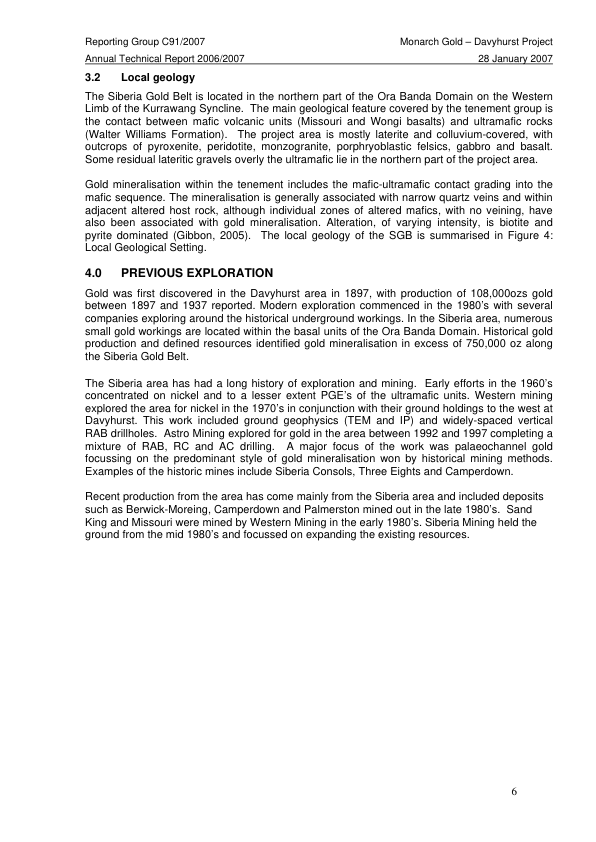 Reporting Group C91/2007 Monarch Gold – Davyhurst Project
Annual Technical Report 2006/2007 28 January 2007
3.2 Local geology
The Siberia Gold Belt is located in the northern part of the Ora Banda Domain on the Western
Limb of the Kurrawang Syncline. The main geological feature covered by the tenement group is
the contact between mafic volcanic units (Missouri and Wongi basalts) and ultramafic rocks
(Walter Williams Formation). The project area is mostly laterite and colluvium-covered, with
outcrops of pyroxenite, peridotite, monzogranite, porphryoblastic felsics, gabbro and basalt.
Some residual lateritic gravels overly the ultramafic lie in the northern part of the project area.
Gold mineralisation within the tenement includes the mafic-ultramafic contact grading into the
mafic sequence. The mineralisation is generally associated with narrow quartz veins and within
adjacent altered host rock, although individual zones of altered mafics, with no veining, have
also been associated with gold mineralisation. Alteration, of varying intensity, is biotite and
pyrite dominated (Gibbon, 2005). The local geology of the SGB is summarised in Figure 4:
Local Geological Setting.
4.0 PREVIOUS EXPLORATION
Gold was first discovered in the Davyhurst area in 1897, with production of 108,000ozs gold
between 1897 and 1937 reported. Modern exploration commenced in the 1980's with several
companies exploring around the historical underground workings. In the Siberia area, numerous
small gold workings are located within the basal units of the Ora Banda Domain. Historical gold
production and defined resources identified gold mineralisation in excess of 750,000 oz along
the Siberia Gold Belt.
The Siberia area has had a long history of exploration and mining. Early efforts in the 1960's
concentrated on nickel and to a lesser extent PGE's of the ultramafic units. Western mining
explored the area for nickel in the 1970's in conjunction with their ground holdings to the west at
Davyhurst. This work included ground geophysics (TEM and IP) and widely-spaced vertical
RAB drillholes. Astro Mining explored for gold in the area between 1992 and 1997 completing a
mixture of RAB, RC and AC drilling. A major focus of the work was palaeochannel gold
focussing on the predominant style of gold mineralisation won by historical mining methods.
Examples of the historic mines include Siberia Consols, Three Eights and Camperdown.
Recent production from the area has come mainly from the Siberia area and included deposits
such as Berwick-Moreing, Camperdown and Palmerston mined out in the late 1980's. Sand
King and Missouri were mined by Western Mining in the early 1980's. Siberia Mining held the
ground from the mid 1980's and focussed on expanding the existing resources.
6